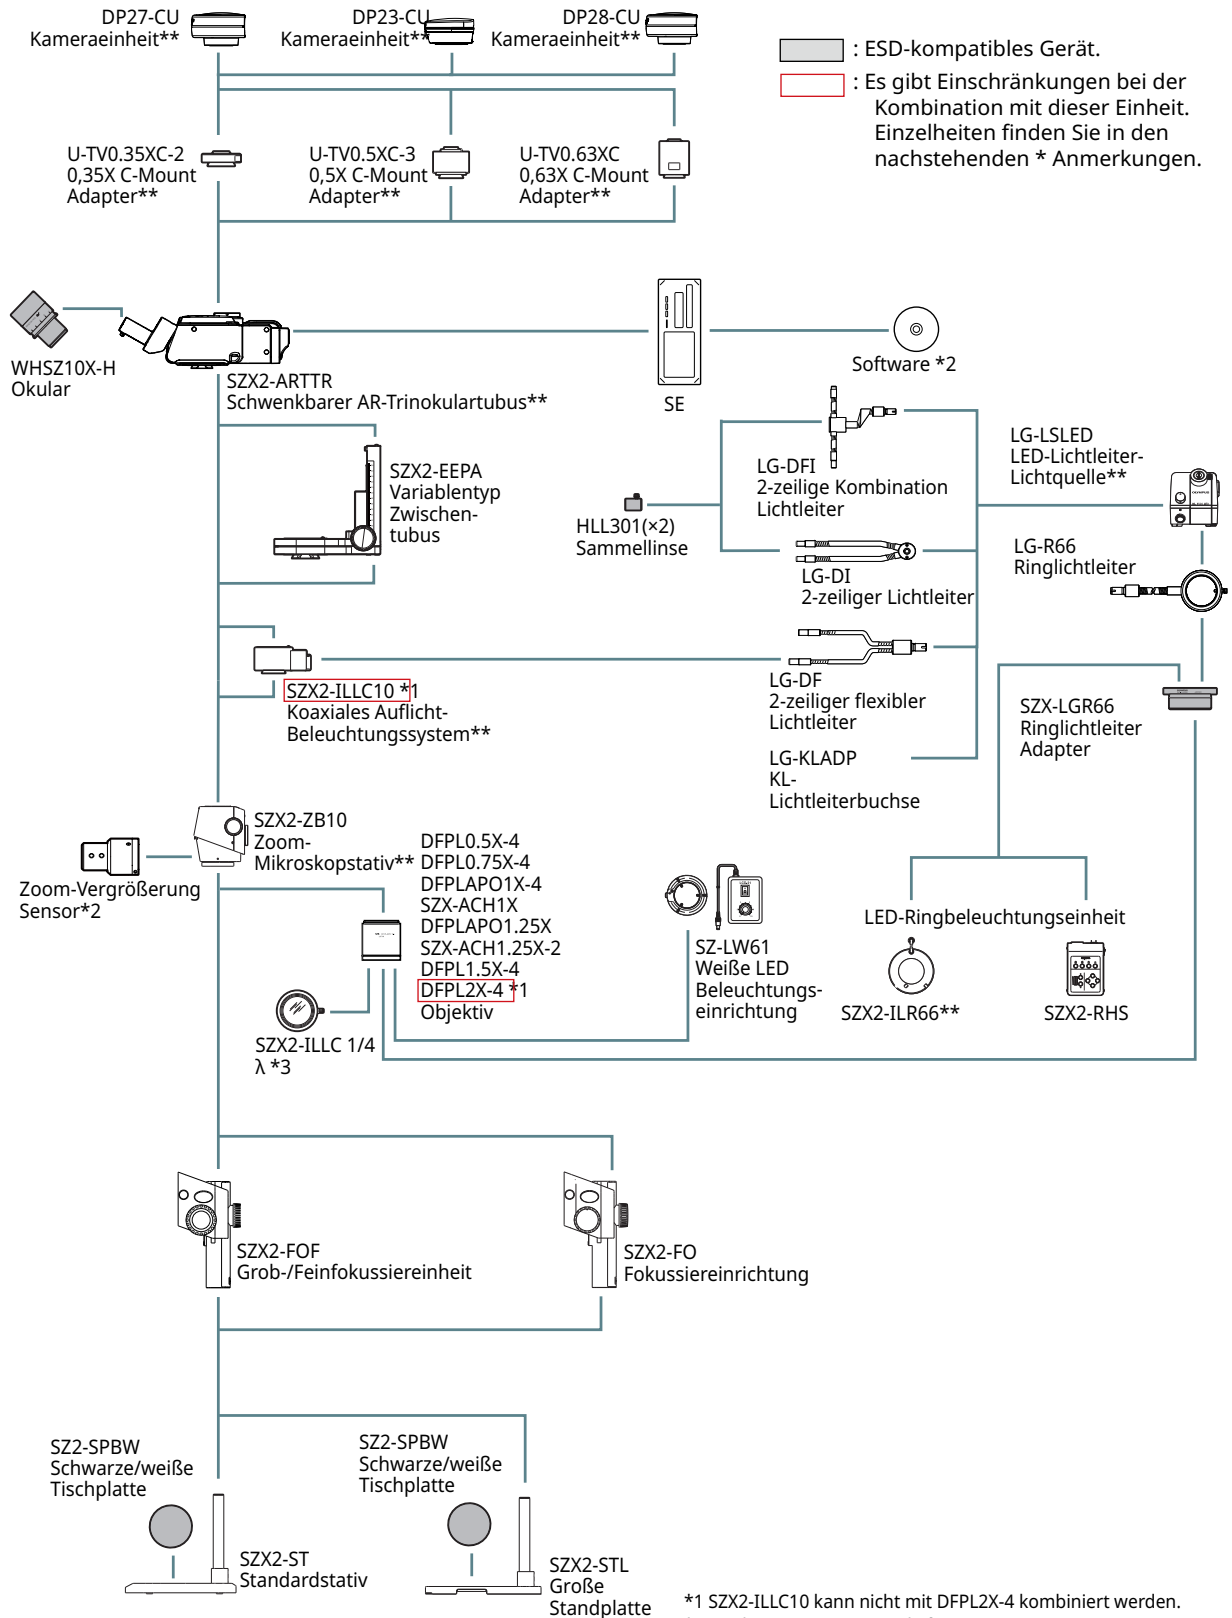 DP27-CU
Kameraeinheit**
DP23-CU
Kameraeinheit**
DP28-CU
Kameraeinheit**
: ESD-kompatibles Gerät.
: Es gibt Einschränkungen bei der
Kombination mit dieser Einheit.
Einzelheiten finden Sie in den
nachstehenden * Anmerkungen.
U-TV0.35XC-2
0,35X C-Mount
Adapter**
U-TV0.5XC-3
0,5X C-Mount
Adapter**
U-TV0.63XC
0,63X C-Mount
Adapter**
WHSZ10X-H
Okular
SZX2-ARTTR
Schwenkbarer AR-Trinokulartubus**
SE
Software *2
SZX2-EEPA
Variablentyp
Zwischen-
tubus
HLL301(×2)
Sammellinse
LG-DFI
2-zeilige Kombination
Lichtleiter
LG-DI
2-zeiliger Lichtleiter
LG-LSLED
LED-Lichtleiter-
Lichtquelle**
LG-R66
Ringlichtleiter
SZX2-ILLC10 *1
Koaxiales Auflicht-
Beleuchtungssystem**
LG-DF
2-zeiliger flexibler
Lichtleiter
LG-KLADP
KL-
Lichtleiterbuchse
SZX-LGR66
Ringlichtleiter
Adapter
SZX2-ZB10
Zoom-
Mikroskopstativ**
Zoom-Vergrößerung
Sensor*2
DFPL0.5X-4
DFPL0.75X-4
DFPLAPO1X-4
SZX-ACH1X
DFPLAPO1.25X
SZX-ACH1.25X-2
DFPL1.5X-4
DFPL2X-4 *1
Objektiv
SZX2-ILLC 1/4
λ *3
SZ-LW61
Weiße LED
Beleuchtungs-
einrichtung
LED-Ringbeleuchtungseinheit
SZX2-ILR66**
SZX2-RHS
SZX2-FOF
Grob-/Feinfokussiereinheit
SZX2-FO
Fokussiereinrichtung
SZ2-SPBW
Schwarze/weiße
Tischplatte
SZ2-SPBW
Schwarze/weiße
Tischplatte
SZX2-ST
Standardstativ
SZX2-STL
Große
Standplatte
*1 SZX2-ILLC10 kann nicht mit DFPL2X-4 kombiniert werden.